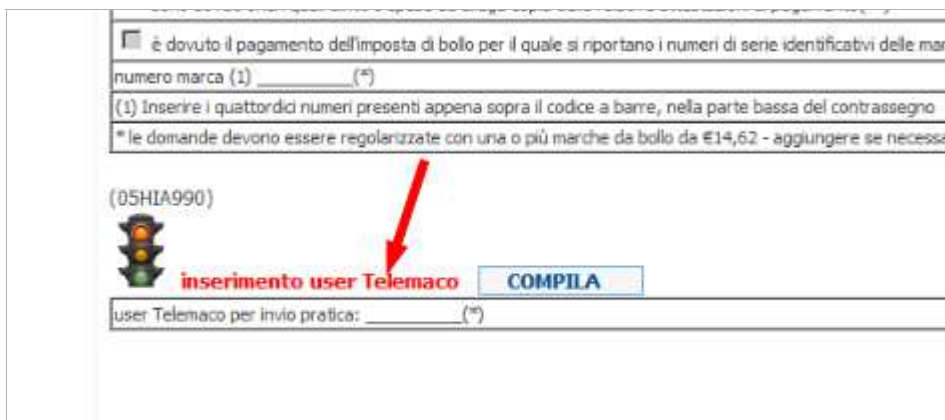 è dovuto il pagamento dell'imposta di bollo per il quale si riportano i numeri di serie identificativi delle
numero marca (1) __________(*)
(1) Inserire i quattordici numeri presenti appena sopra il codice a barre, nella parte bassa del contrassegno
* le domande devono essere regolarizzate con una o più marche da bollo da €14,62 - aggiungere se
(05HIA990)
inserimento user Telemaco COMPILA
user Telemaco per invio pratica: __________(*)